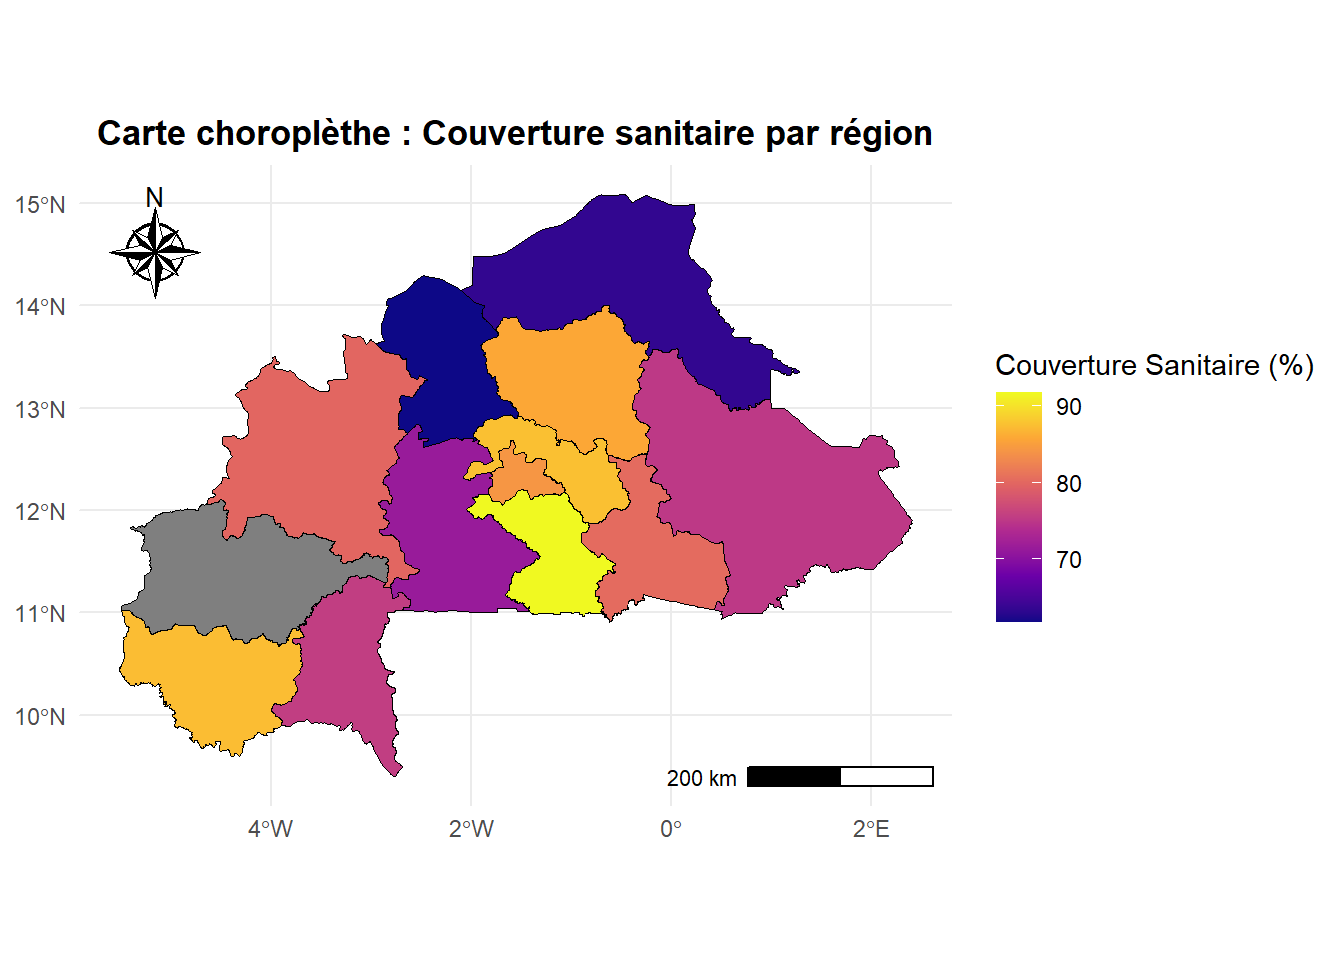 Carte choroplèthe : Couverture sanitaire par région
N
15°N
14°N
13°N
12°N
11°N
10°N
4°W
2°W
0°
2°E
200 km
Couverture Sanitaire (%)
90
80
70